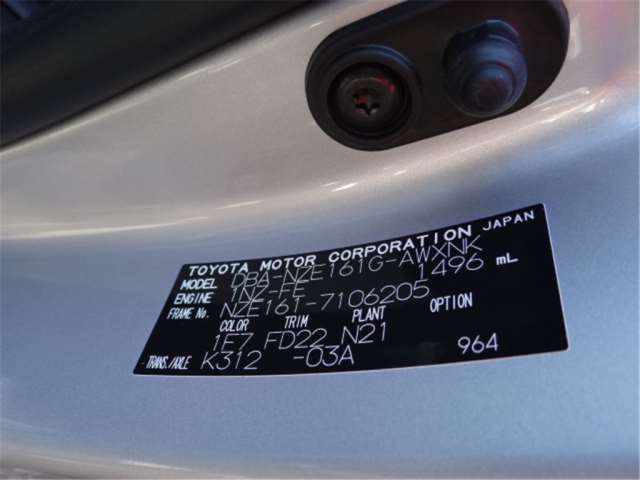 TOYOTA MOTOR CORPORATION JAPAN
MODEL DBA-NZE161G-AWXNK
ENGINE 1NZ-FE 1496 mL
FRAME No. NZE161-7106205
COLOR TRIM PLANT OPTION
1E7 FD22 N21
TRANS./AXLE K312 -03A 964